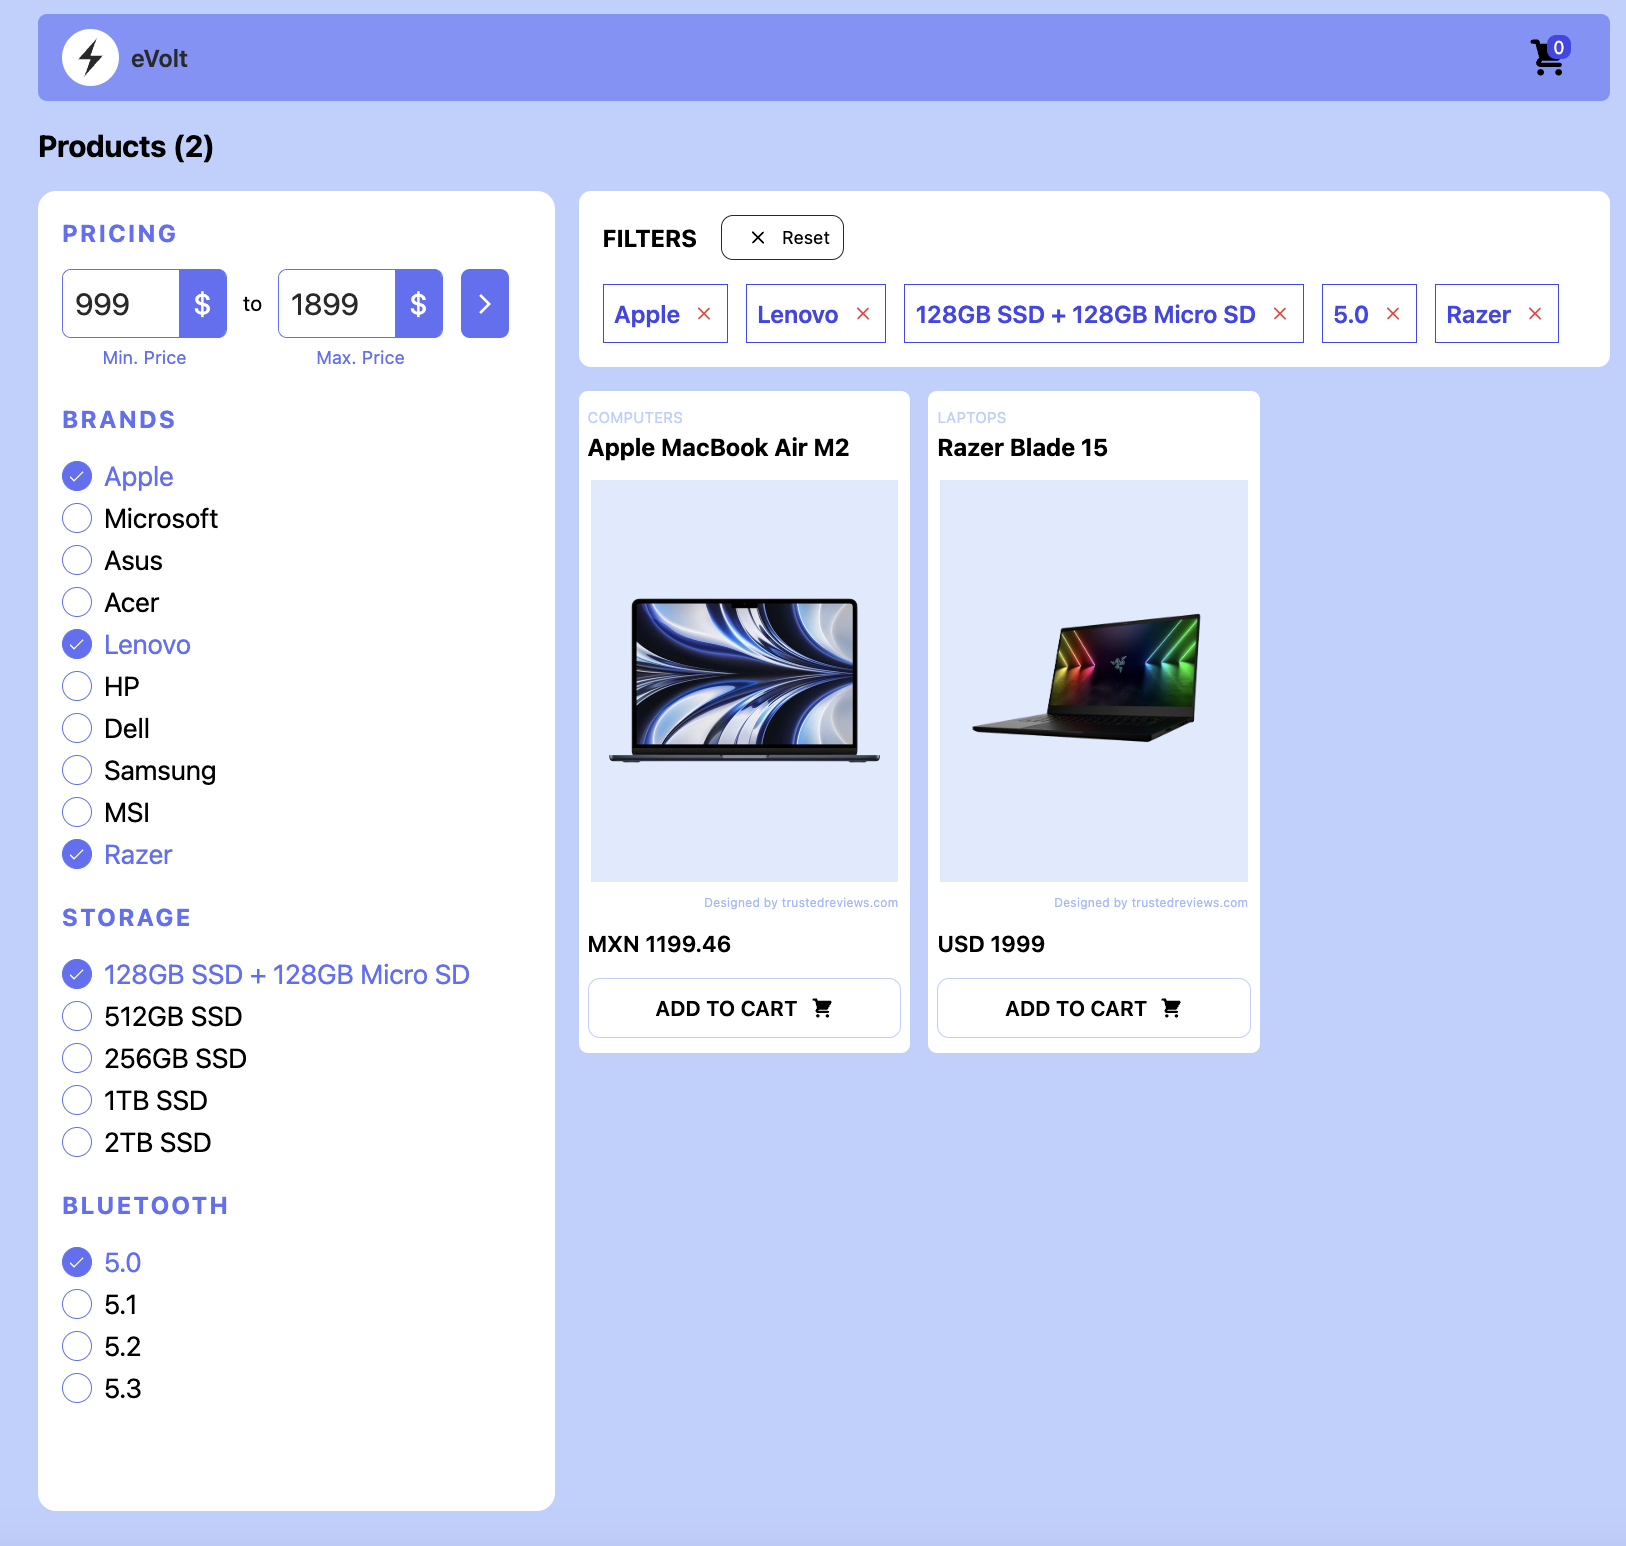 eVolt
0
Products (2)
PRICING
999 $ to 1899 $
Min. Price Max. Price
BRANDS
Apple
Microsoft
Asus
Acer
Lenovo
HP
Dell
Samsung
MSI
Razer
STORAGE
128GB SSD + 128GB Micro SD
512GB SSD
256GB SSD
1TB SSD
2TB SSD
BLUETOOTH
5.0
5.1
5.2
5.3
FILTERS Reset
Apple Lenovo 128GB SSD + 128GB Micro SD 5.0 Razer
COMPUTERS
Apple MacBook Air M2
Designed by trustedreviews.com
MXN 1199.46
ADD TO CART
LAPTOPS
Razer Blade 15
Designed by trustedreviews.com
USD 1999
ADD TO CART